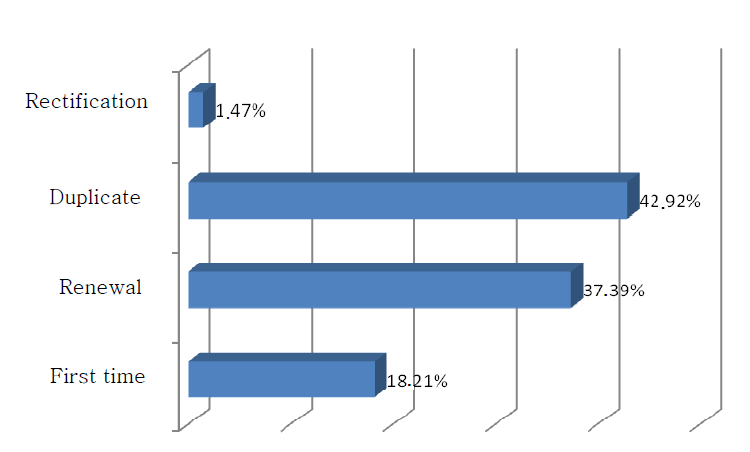 Rectification 1.47%
Duplicate 42.92%
Renewal 37.39%
First time 18.21%